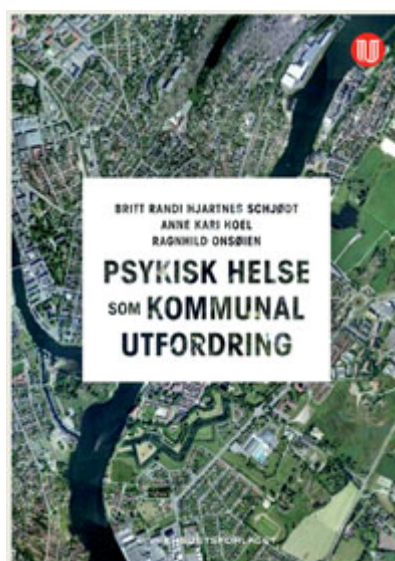 BRITT RANDI HJARTNES SCHJØDT
ANNE KARI HOEL
RAGNHILD ONSØIEN
PSYKISK HELSE
SOM KOMMUNAL
UTFORDRING